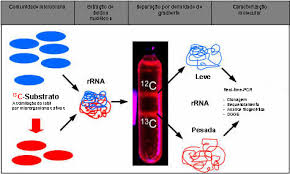 Comunidade microbiana
Extração de
ácidos
nucléicos
Separação por densidade de
gradiente
Caracterização
molecular
13C-Substrato
rRNA
12C
13C
Leve
rRNA
Pesada
Real-time-PCR
- Clonagem
- Sequenciamento
- DGGE